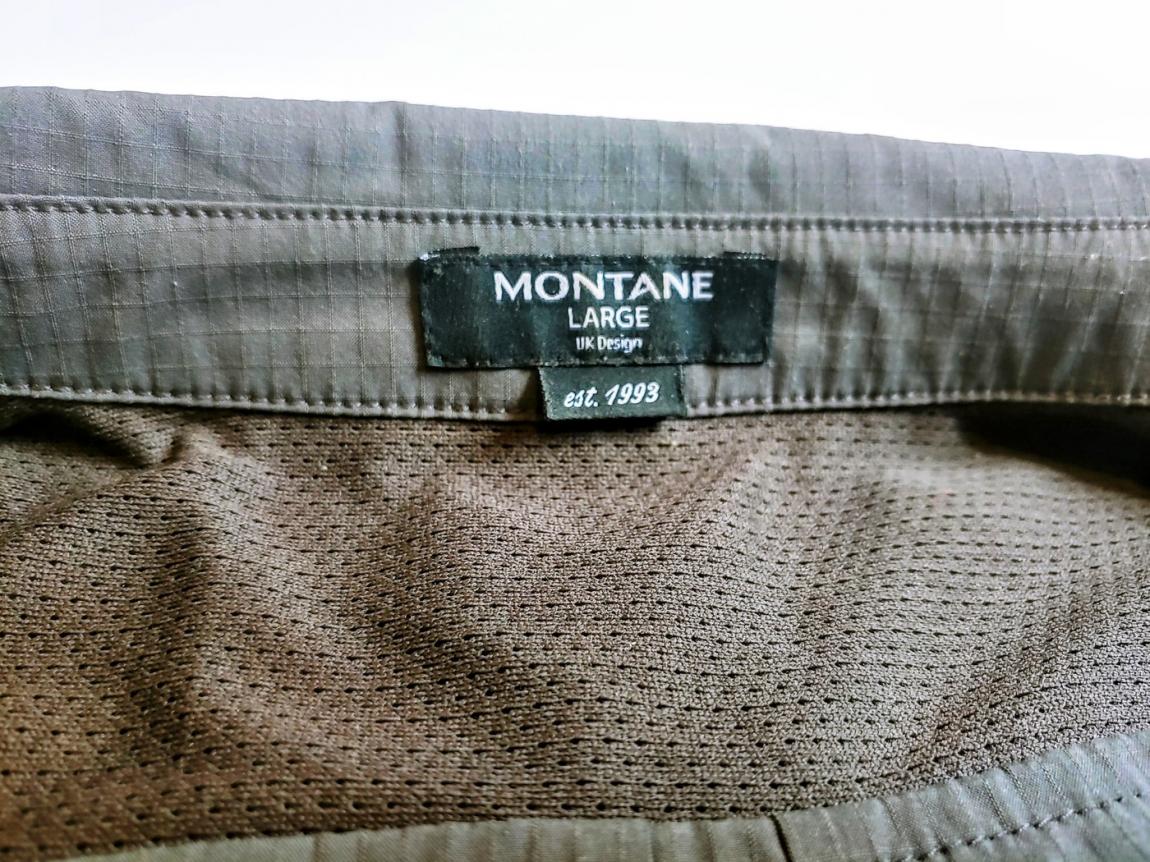 MONTANE
LARGE
UK Design
est. 1993